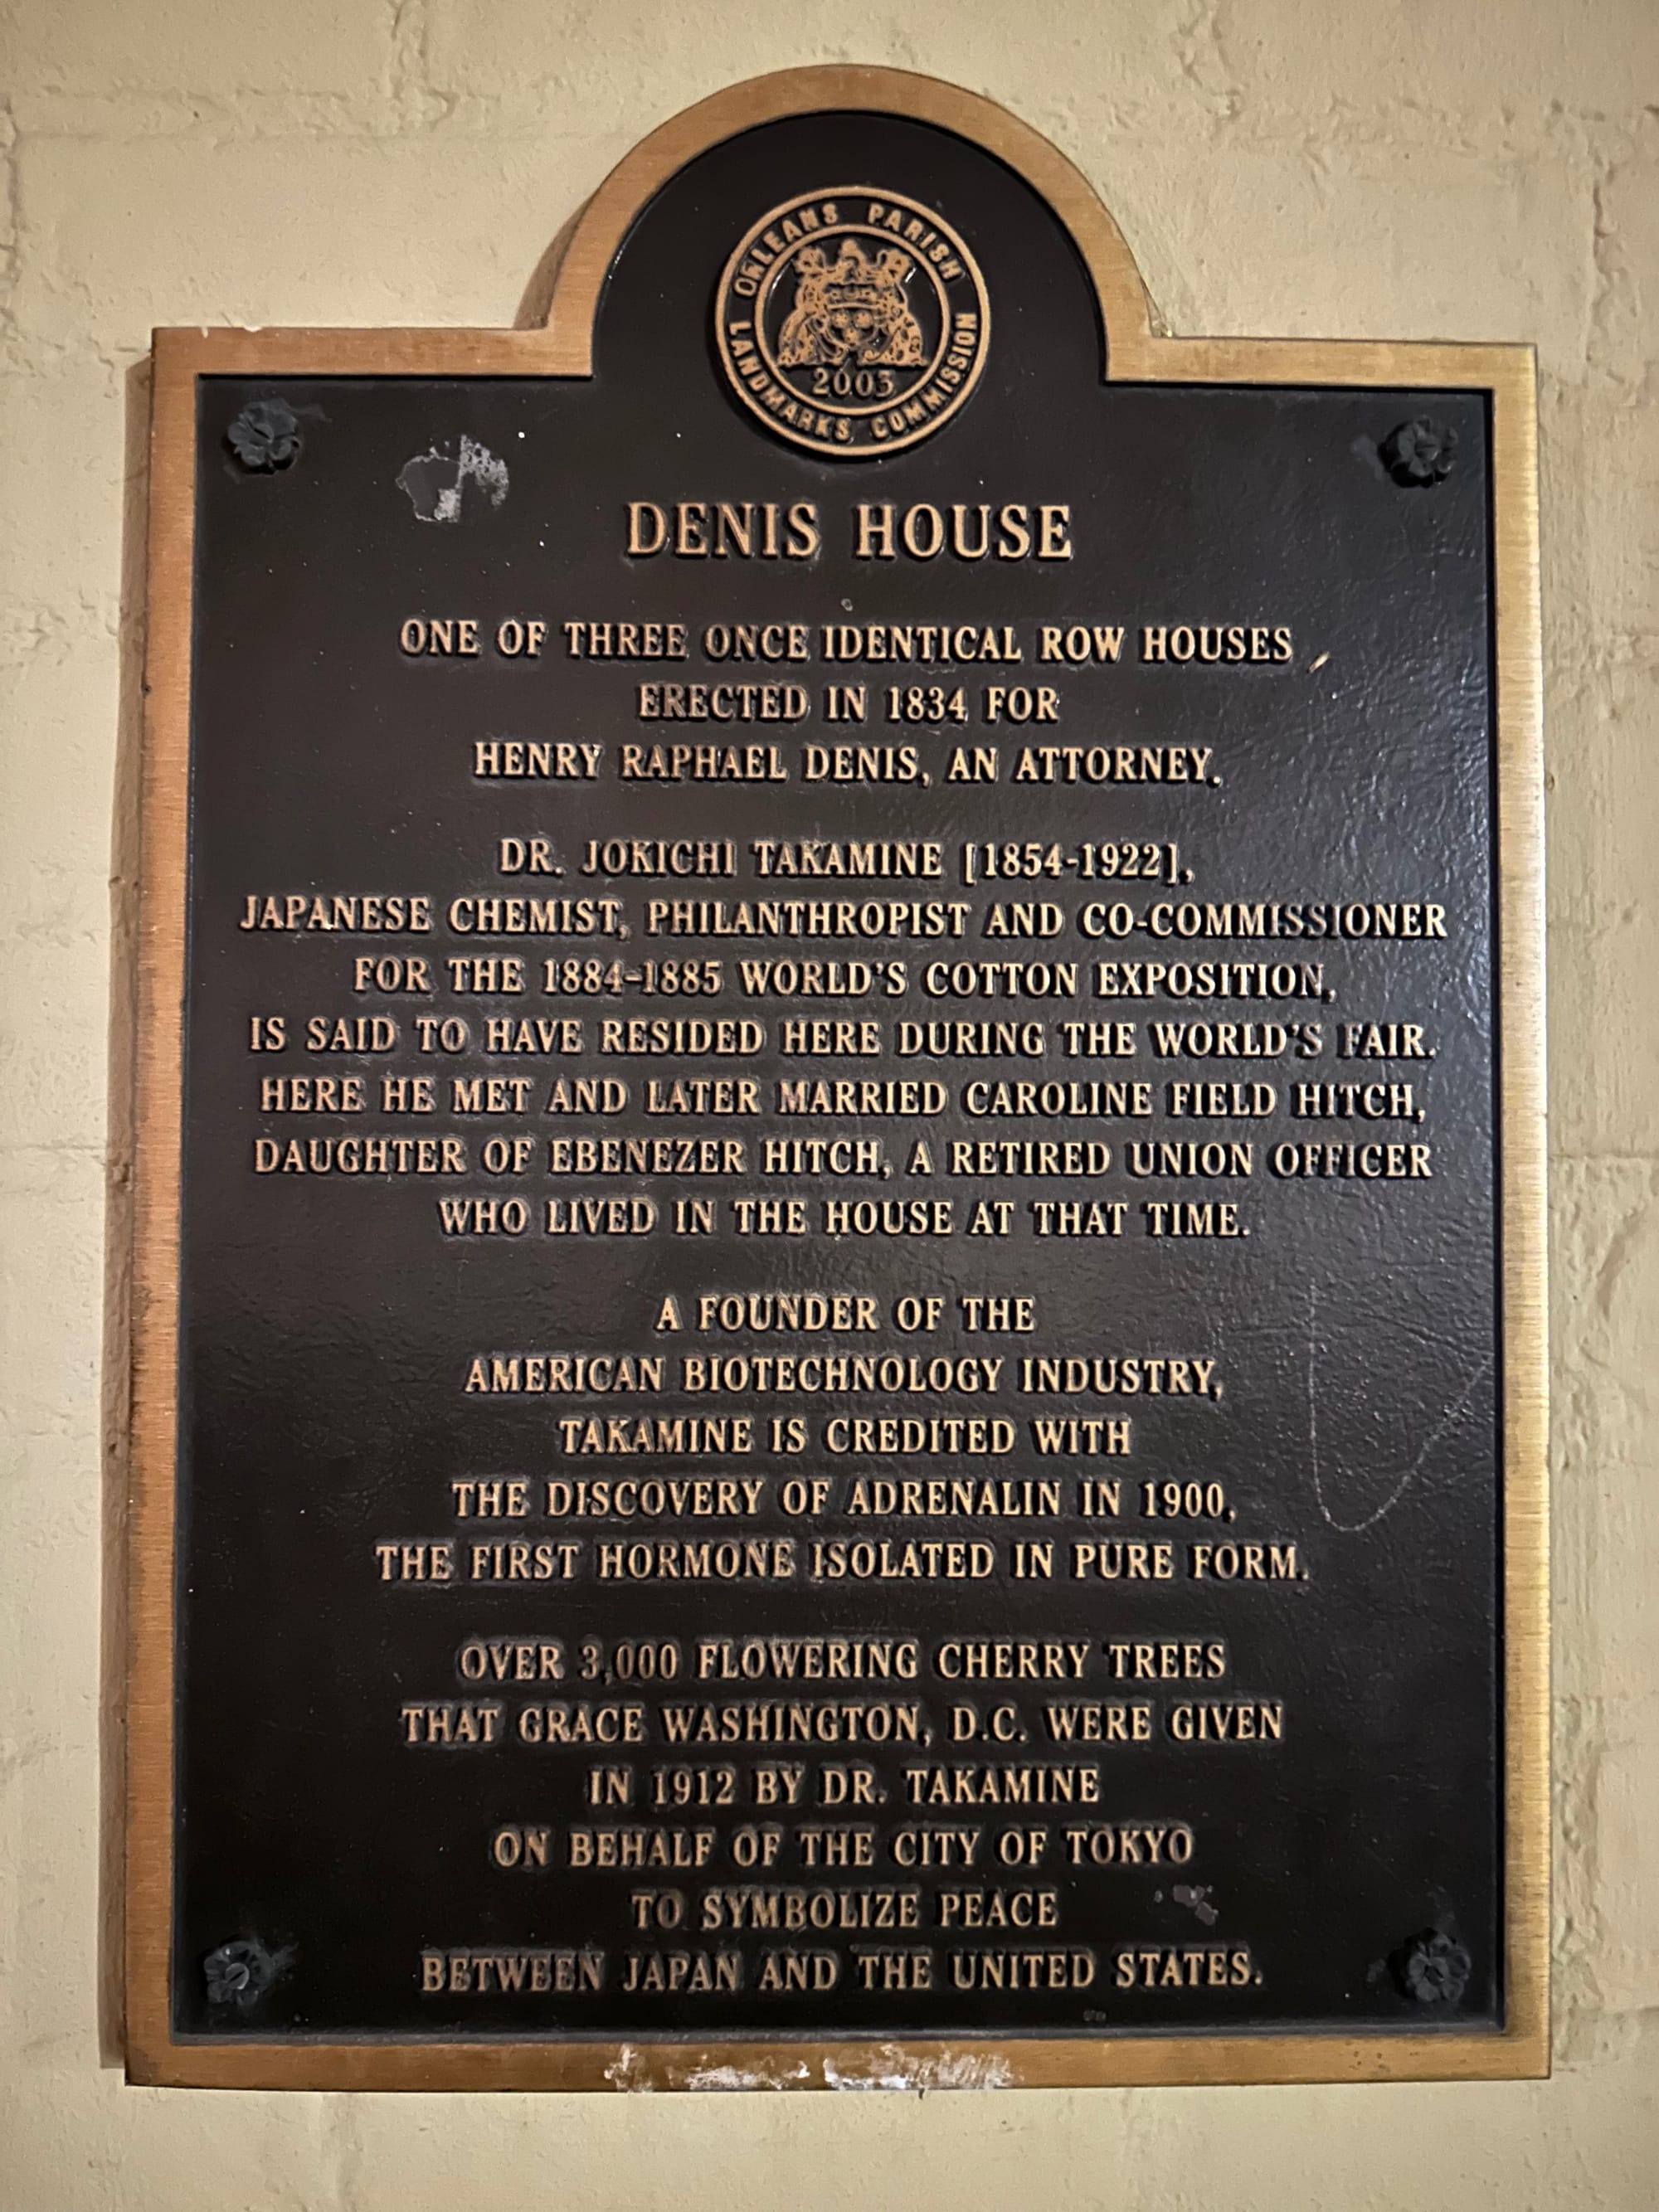 ORLEANS PARISH
LANDMARKS COMMISSION
2003
DENIS HOUSE
ONE OF THREE ONCE IDENTICAL ROW HOUSES
ERECTED IN 1834 FOR
HENRY RAPHAEL DENIS, AN ATTORNEY.
DR. JOKICHI TAKAMINE [1854-1922],
JAPANESE CHEMIST, PHILANTHROPIST AND CO-COMMISSIONER
FOR THE 1884-1885 WORLD'S COTTON EXPOSITION,
IS SAID TO HAVE RESIDED HERE DURING THE WORLD'S FAIR.
HERE HE MET AND LATER MARRIED CAROLINE FIELD HITCH,
DAUGHTER OF EBENEZER HITCH, A RETIRED UNION OFFICER
WHO LIVED IN THE HOUSE AT THAT TIME.
A FOUNDER OF THE
AMERICAN BIOTECHNOLOGY INDUSTRY,
TAKAMINE IS CREDITED WITH
THE DISCOVERY OF ADRENALIN IN 1900,
THE FIRST HORMONE ISOLATED IN PURE FORM.
OVER 3,000 FLOWERING CHERRY TREES
THAT GRACE WASHINGTON, D.C. WERE GIVEN
IN 1912 BY DR. TAKAMINE
ON BEHALF OF THE CITY OF TOKYO
TO SYMBOLIZE PEACE
BETWEEN JAPAN AND THE UNITED STATES.